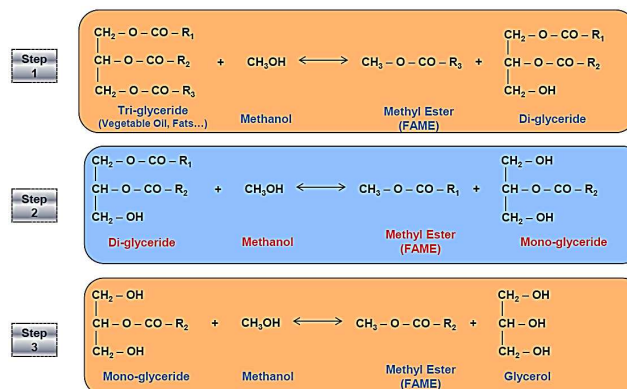 Step 1
CH₂ – O – CO – R₁
CH – O – CO – R₂ + CH₃OH ⟷ CH₃ – O – CO – R₃ +
CH₂ – O – CO – R₃
CH₂ – O – CO – R₁
CH – O – CO – R₂
CH₂ – OH
Tri-glyceride
(Vegetable Oil, Fats...)
Methanol
Methyl Ester
(FAME)
Di-glyceride
Step 2
CH₂ – O – CO – R₁
CH – O – CO – R₂ + CH₃OH ⟷ CH₃ – O – CO – R₁ +
CH₂ – OH
CH₂ – OH
CH – O – CO – R₂
CH₂ – OH
Di-glyceride
Methanol
Methyl Ester
(FAME)
Mono-glyceride
Step 3
CH₂ – OH
CH – O – CO – R₂ + CH₃OH ⟷ CH₃ – O – CO – R₂ +
CH₂ – OH
CH₂ – OH
CH – OH
CH₂ – OH
Mono-glyceride
Methanol
Methyl Ester
(FAME)
Glycerol